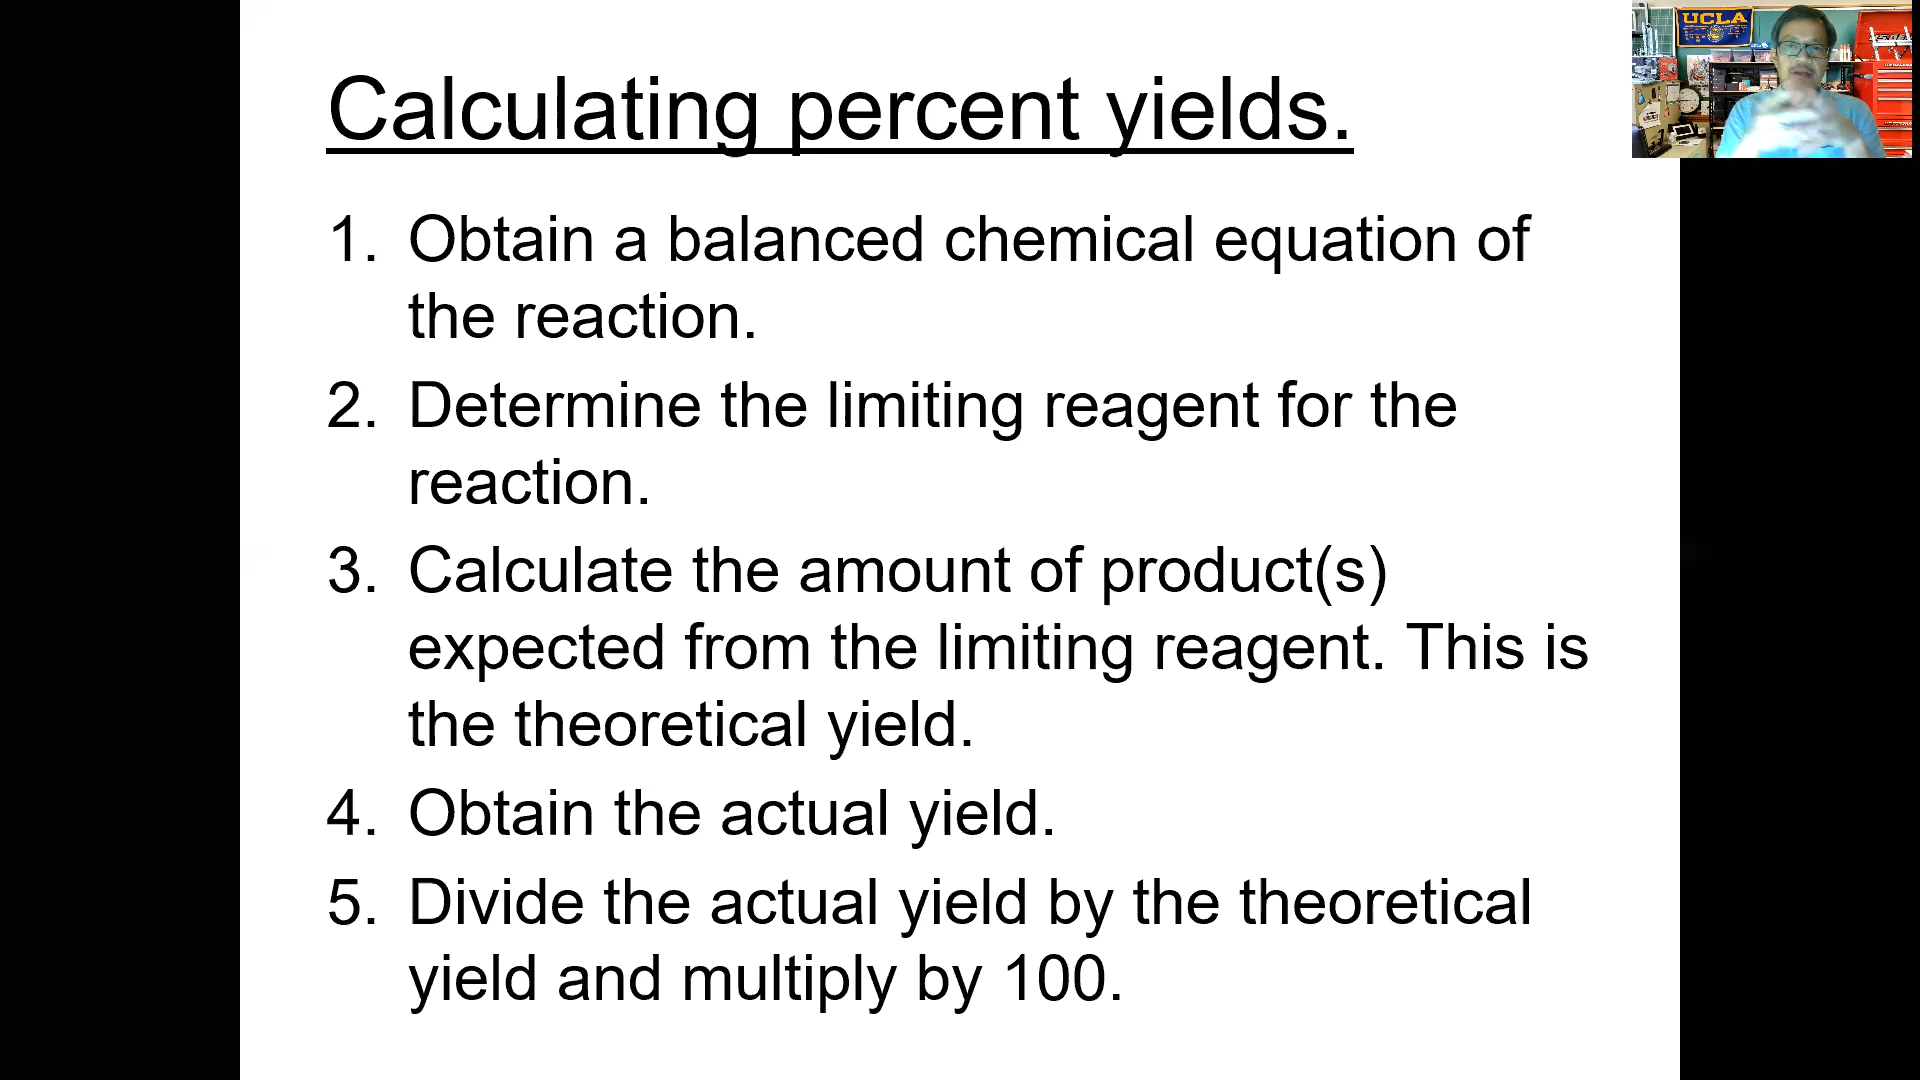 Calculating percent yields.
1. Obtain a balanced chemical equation of
the reaction.
2. Determine the limiting reagent for the
reaction.
3. Calculate the amount of product(s)
expected from the limiting reagent. This is
the theoretical yield.
4. Obtain the actual yield.
5. Divide the actual yield by the theoretical
yield and multiply by 100.
UCLA